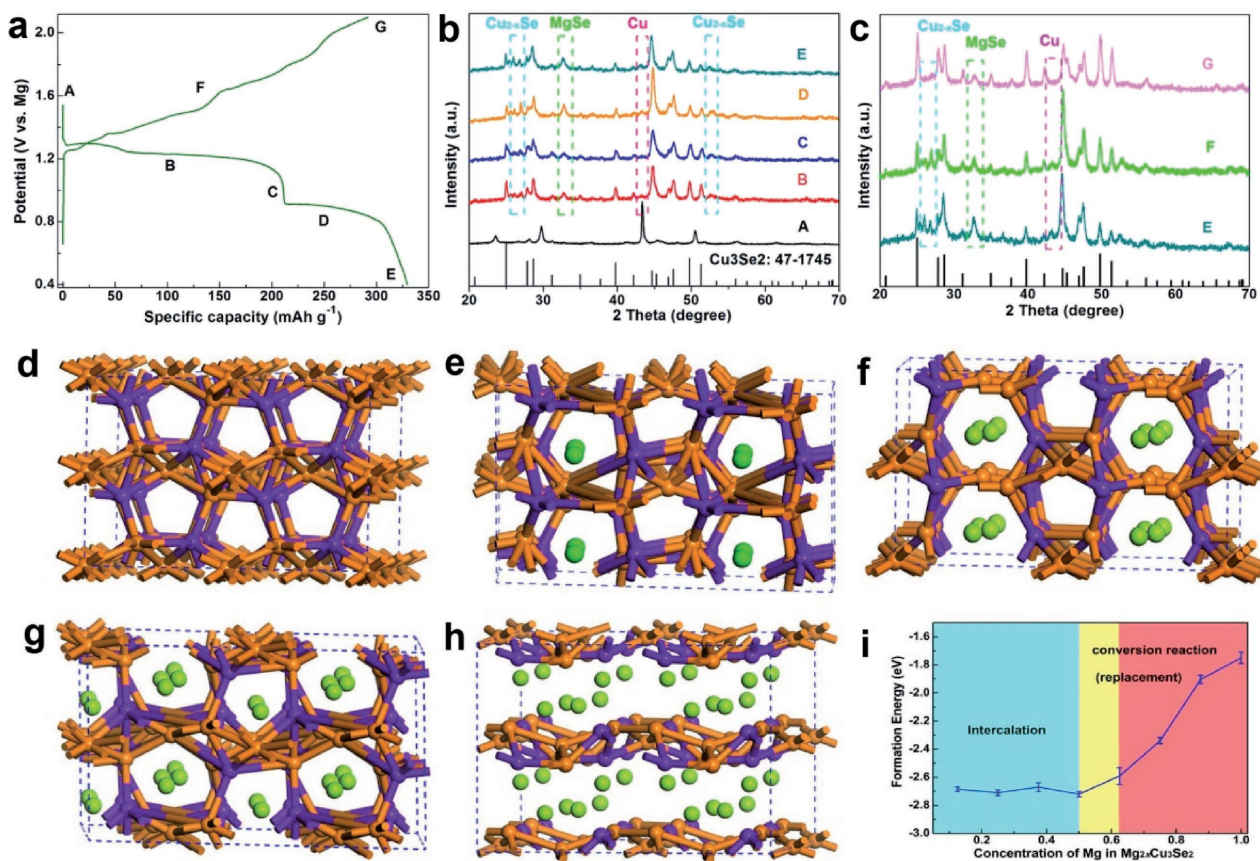 a
2.0
1.6
1.2
0.8
0.4
Potential (V vs. Mg)
A
B
C
D
E
F
G
0 50 100 150 200 250 300 350
Specific capacity (mAh g⁻¹)
b
Cu₂₋ₓSe MgSe Cu Cu₂₋ₓSe
Intensity (a.u.)
E
D
C
B
A
Cu3Se2: 47-1745
20 30 40 50 60 70
2 Theta (degree)
c
Cu₂₋ₓSe MgSe Cu
Intensity (a.u.)
G
F
E
20 30 40 50 60 70
2 Theta (degree)
d
e
f
g
h
i
-1.6
-1.8
-2.0
-2.2
-2.4
-2.6
-2.8
-3.0
Formation Energy (eV)
conversion reaction
(replacement)
Intercalation
0.2 0.4 0.6 0.8 1.0
Concentration of Mg in Mg₂ₓCu₃Se₂